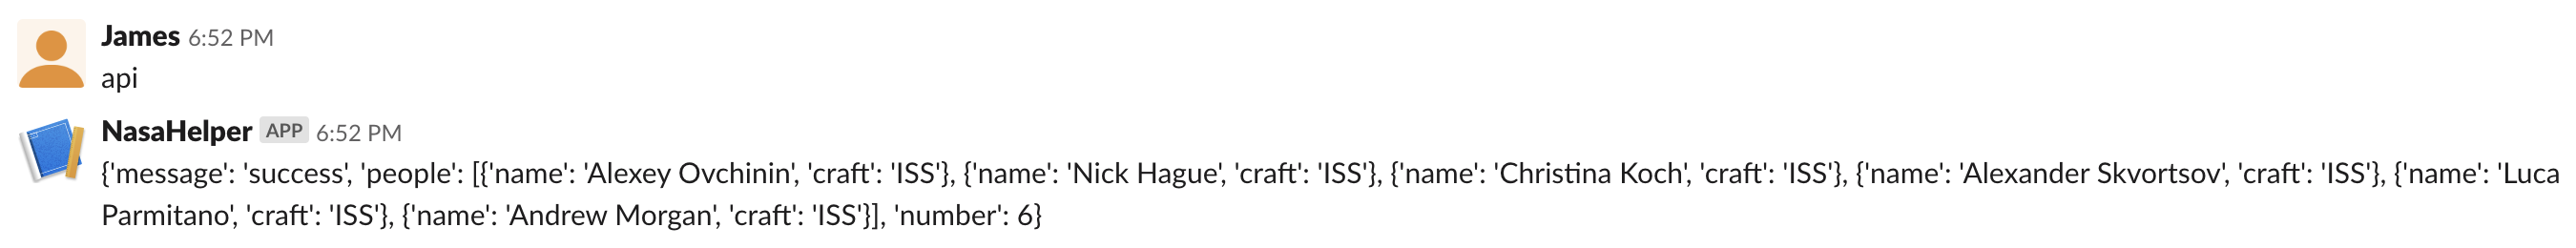 James 6:52 PM
api
NasaHelper APP 6:52 PM
{'message': 'success', 'people': [{'name': 'Alexey Ovchinin', 'craft': 'ISS'}, {'name': 'Nick Hague', 'craft': 'ISS'}, {'name': 'Christina Koch', 'craft': 'ISS'}, {'name': 'Alexander Skvortsov', 'craft': 'ISS'}, {'name': 'Luca
Parmitano', 'craft': 'ISS'}, {'name': 'Andrew Morgan', 'craft': 'ISS'}], 'number': 6}